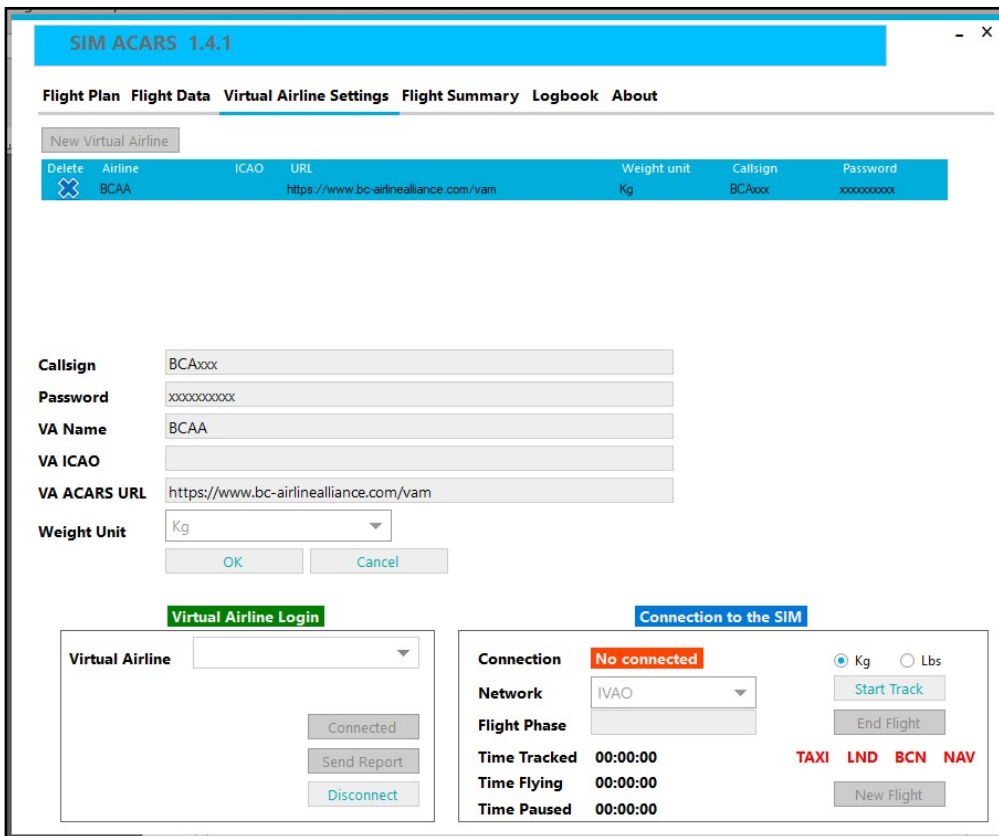 SIM ACARS 1.4.1
Flight Plan Flight Data Virtual Airline Settings Flight Summary Logbook About
New Virtual Airline
Delete Airline ICAO URL Weight unit Callsign Password
BCAA https://www.bc-airlinealliance.com/vam Kg BCAxxx xxxxxxxxxx
Callsign BCAxxx
Password xxxxxxxxxx
VA Name BCAA
VA ICAO
VA ACARS URL https://www.bc-airlinealliance.com/vam
Weight Unit Kg
OK Cancel
Virtual Airline Login
Virtual Airline
Connected
Send Report
Disconnect
Connection to the SIM
Connection No connected Kg Lbs
Network IVAO Start Track
Flight Phase End Flight
Time Tracked 00:00:00 TAXI LND BCN NAV
Time Flying 00:00:00
New Flight
Time Paused 00:00:00